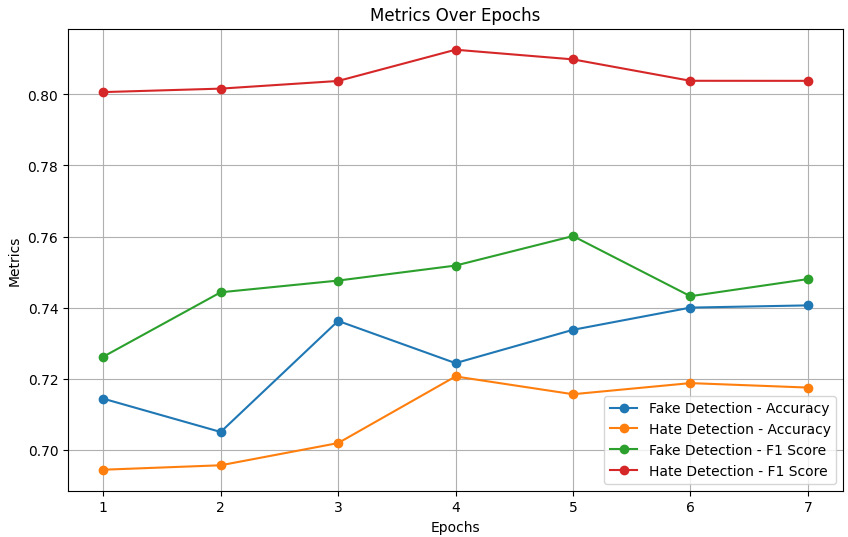 Metrics Over Epochs
Metrics
0.80
0.78
0.76
0.74
0.72
0.70
1 2 3 4 5 6 7
Epochs
Fake Detection - Accuracy
Hate Detection - Accuracy
Fake Detection - F1 Score
Hate Detection - F1 Score